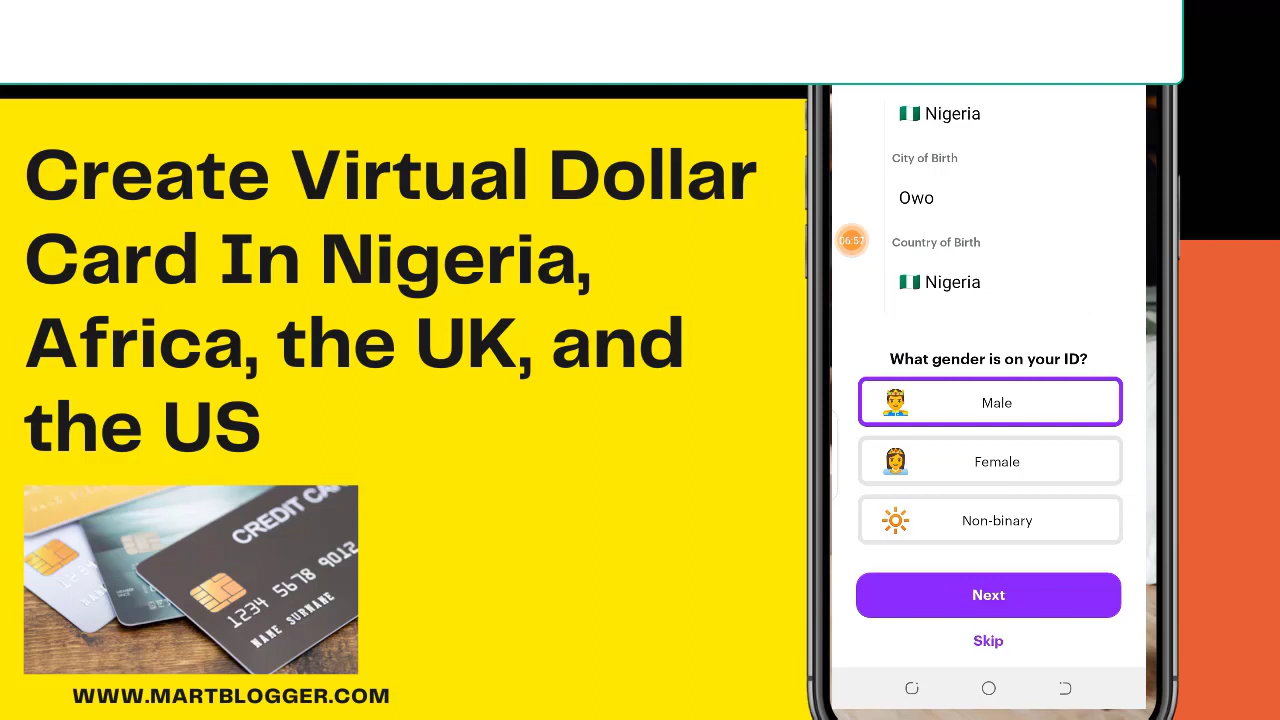 Create Virtual Dollar
Card In Nigeria,
Africa, the UK, and
the US
CREDIT CA
1234 5678 9012
NAME SURNAME
WWW.MARTBLOGGER.COM
Nigeria
City of Birth
Owo
06:57
Country of Birth
Nigeria
What gender is on your ID?
Male
Female
Non-binary
Next
Skip